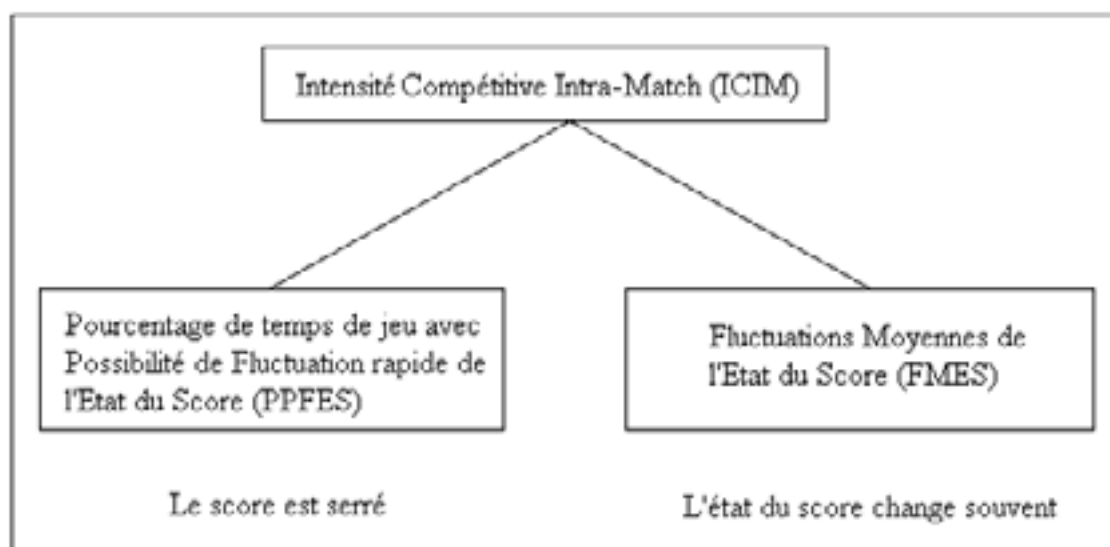 Intensité Compétitive Intra-Match (ICIM)
Pourcentage de temps de jeu avec
Possibilité de Fluctuation rapide de
l'Etat du Score (PPFES)
Le score est serré
Fluctuations Moyennes de
l'Etat du Score (FMES)
L'état du score change souvent